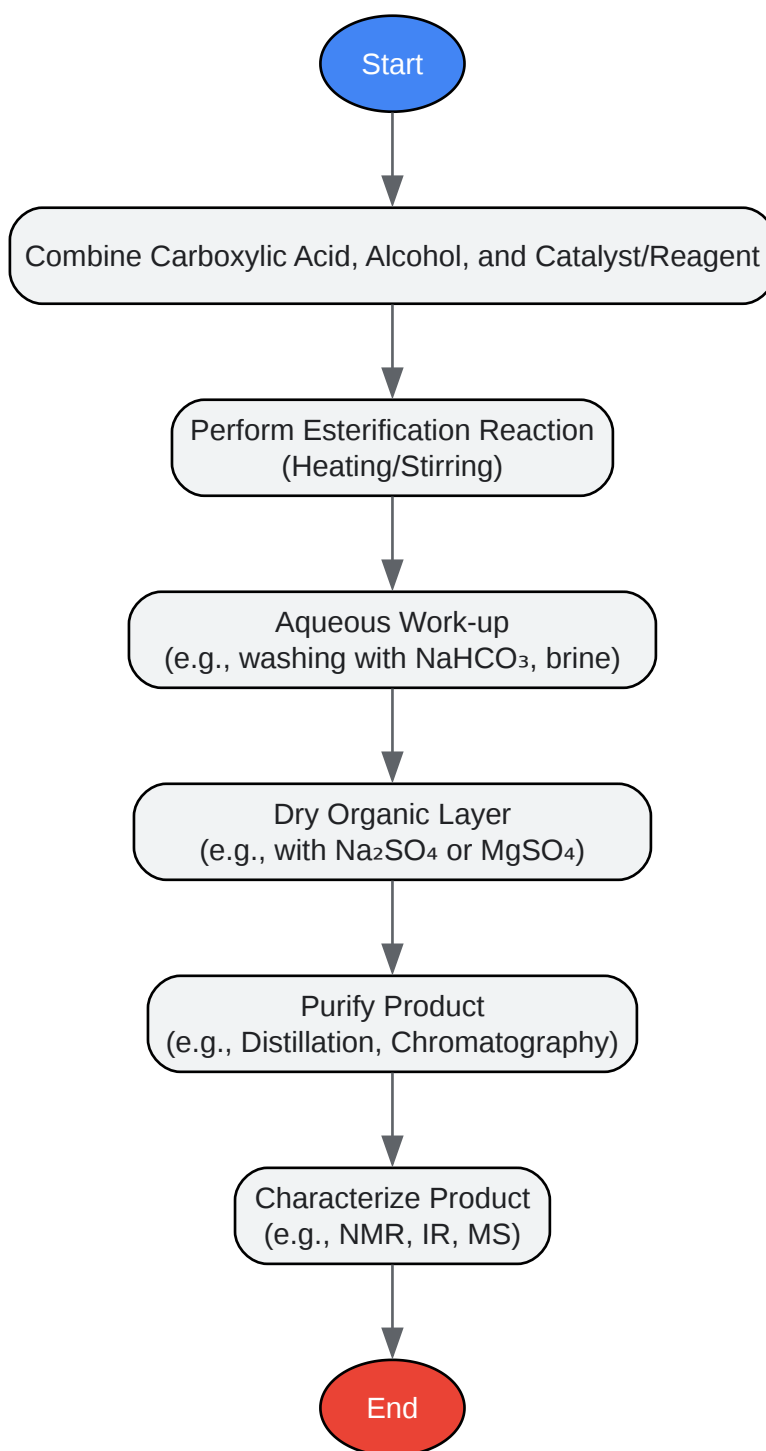 Start
Combine Carboxylic Acid, Alcohol, and Catalyst/Reagent
Perform Esterification Reaction
(Heating/Stirring)
Aqueous Work-up
(e.g., washing with NaHCO₃, brine)
Dry Organic Layer
(e.g., with Na₂SO₄ or MgSO₄)
Purify Product
(e.g., Distillation, Chromatography)
Characterize Product
(e.g., NMR, IR, MS)
End